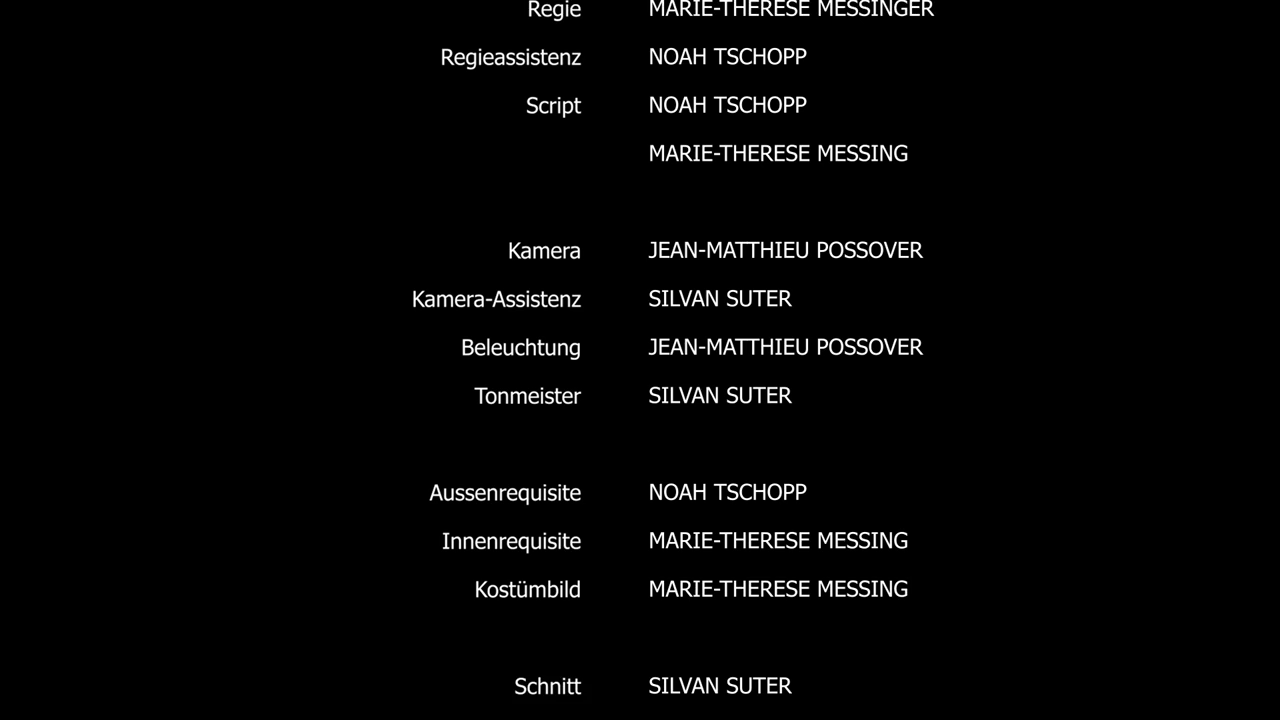 Regie MARIE-THERESE MESSINGER
Regieassistenz NOAH TSCHOPP
Script NOAH TSCHOPP
MARIE-THERESE MESSING
Kamera JEAN-MATTHIEU POSSOVER
Kamera-Assistenz SILVAN SUTER
Beleuchtung JEAN-MATTHIEU POSSOVER
Tonmeister SILVAN SUTER
Aussenrequisite NOAH TSCHOPP
Innenrequisite MARIE-THERESE MESSING
Kostümbild MARIE-THERESE MESSING
Schnitt SILVAN SUTER